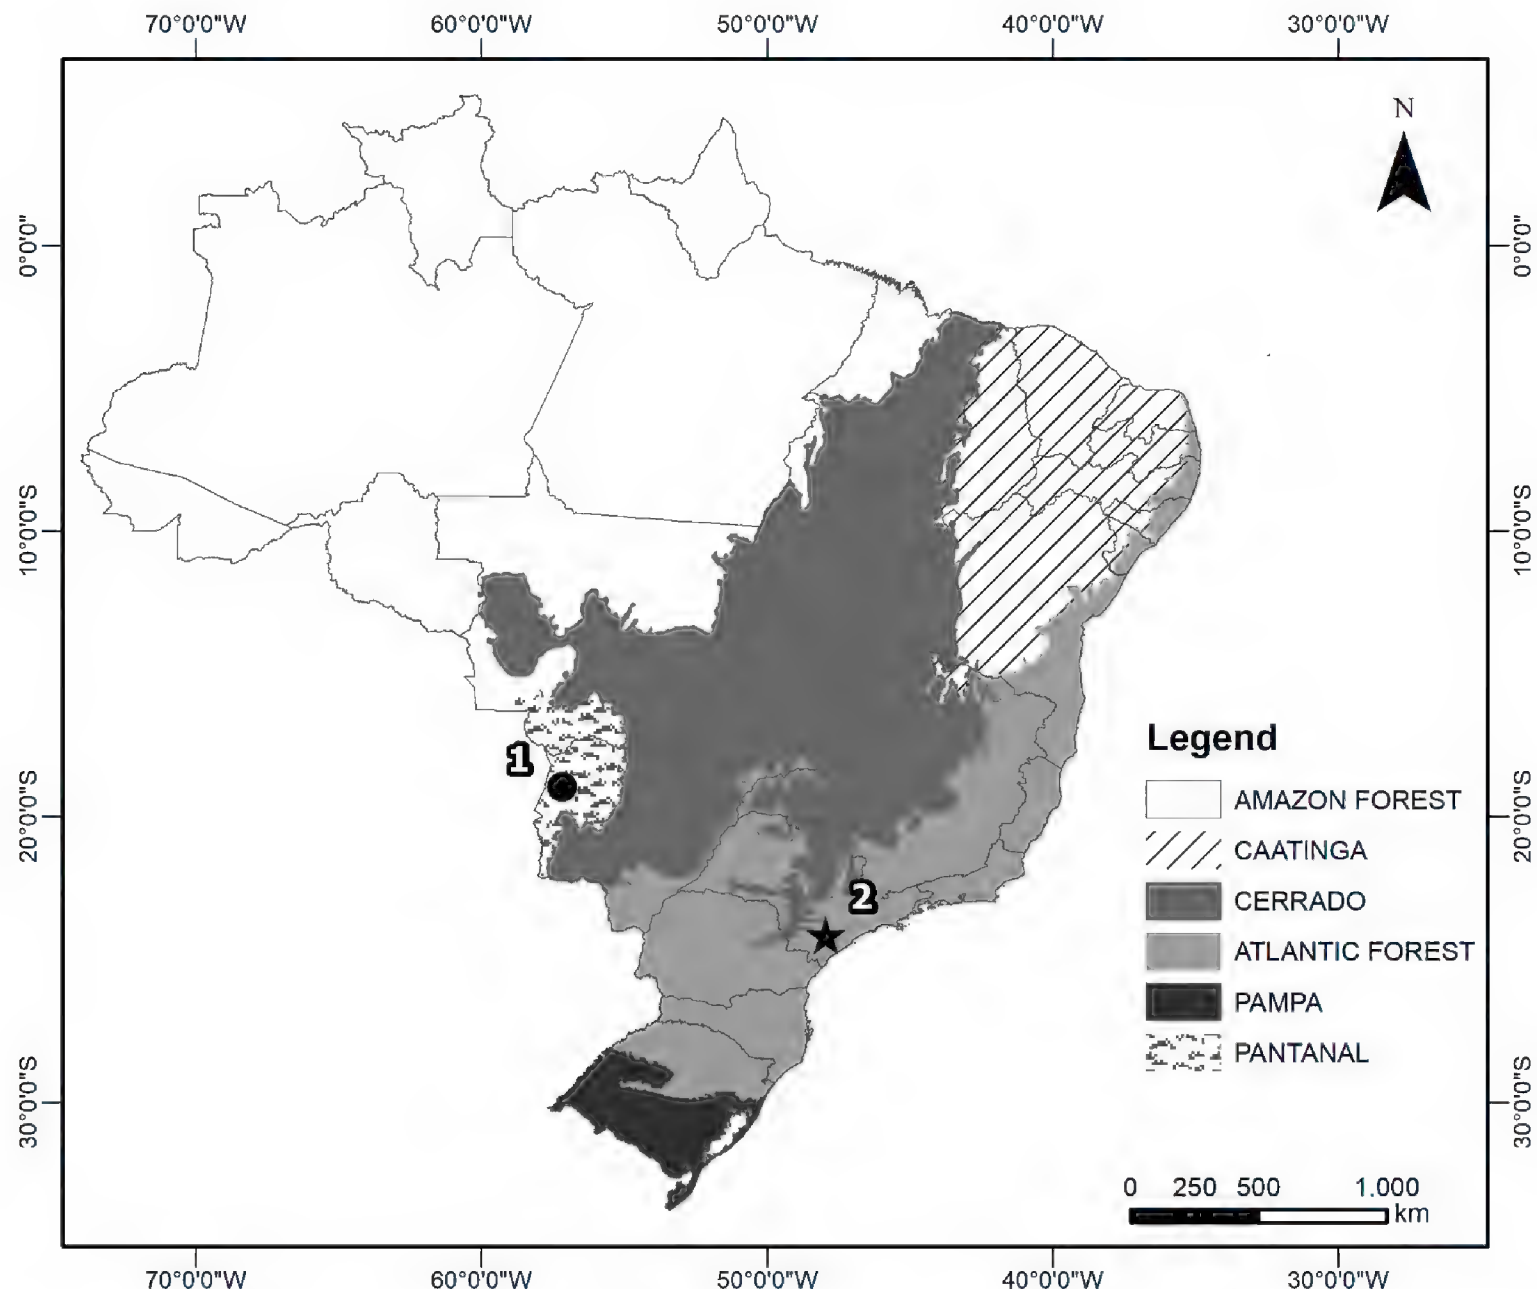 70°0'0"W 60°0'0"W 50°0'0"W 40°0'0"W 30°0'0"W
N
0°0'0" 0°0'0"
10°0'0"S 10°0'0"S
1
Legend
AMAZON FOREST
20°0'0"S 20°0'0"S
CAATINGA
2
CERRADO
ATLANTIC FOREST
PAMPA
PANTANAL
30°0'0"S 30°0'0"S
0 250 500 1.000
km
70°0'0"W 60°0'0"W 50°0'0"W 40°0'0"W 30°0'0"W